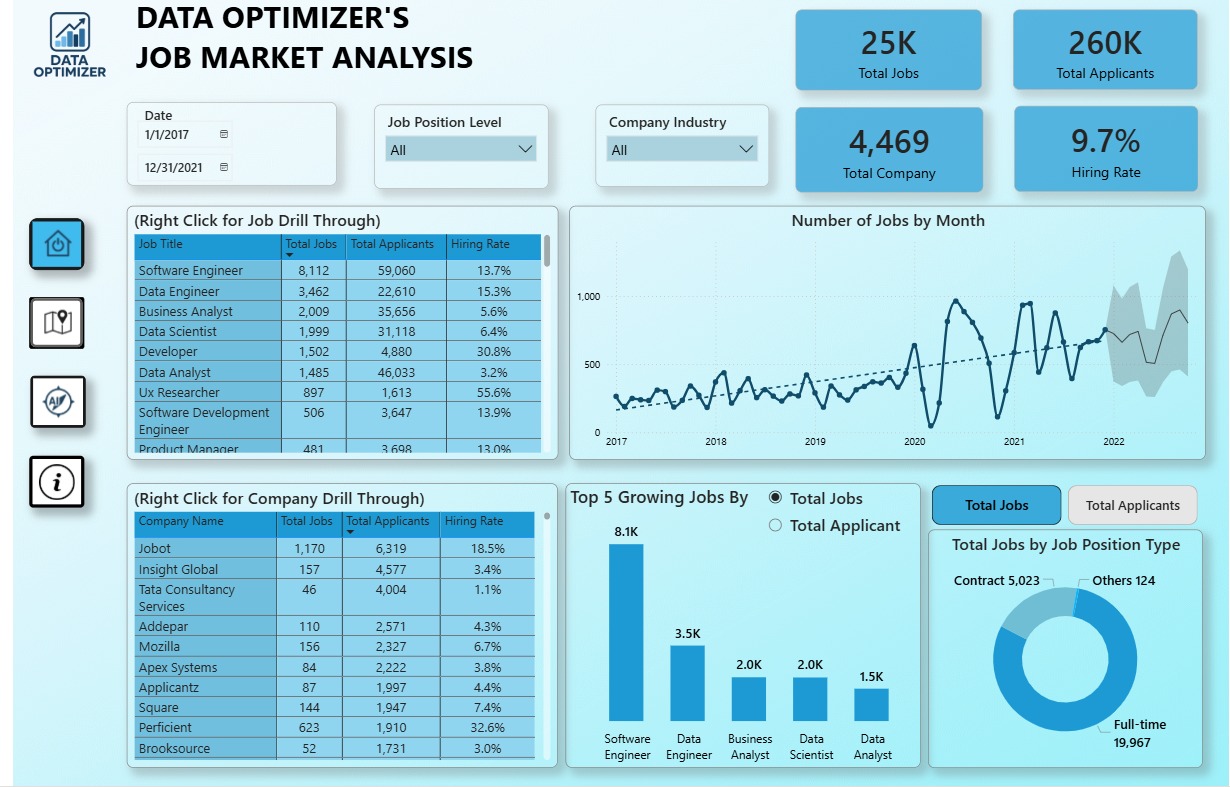 DATA OPTIMIZER'S
JOB MARKET ANALYSIS
DATA
OPTIMIZER
25K
Total Jobs
260K
Total Applicants
4,469
Total Company
9.7%
Hiring Rate
Date
1/1/2017
12/31/2021
Job Position Level
All
Company Industry
All
(Right Click for Job Drill Through)
Job Title Total Jobs Total Applicants Hiring Rate
Software Engineer 8,112 59,060 13.7%
Data Engineer 3,462 22,610 15.3%
Business Analyst 2,009 35,656 5.6%
Data Scientist 1,999 31,118 6.4%
Developer 1,502 4,880 30.8%
Data Analyst 1,485 46,033 3.2%
Ux Researcher 897 1,613 55.6%
Software Development 506 3,647 13.9%
Engineer
Product Manager 481 3,698 13.0%
Number of Jobs by Month
1,000
500
0
2017 2018 2019 2020 2021 2022
AI
i
(Right Click for Company Drill Through)
Company Name Total Jobs Total Applicants Hiring Rate
Jobot 1,170 6,319 18.5%
Insight Global 157 4,577 3.4%
Tata Consultancy 46 4,004 1.1%
Services
Addepar 110 2,571 4.3%
Mozilla 156 2,327 6.7%
Apex Systems 84 2,222 3.8%
Applicantz 87 1,997 4.4%
Square 144 1,947 7.4%
Perficient 623 1,910 32.6%
Brooksource 52 1,731 3.0%
Top 5 Growing Jobs By
Total Jobs
Total Applicant
8.1K
3.5K
2.0K
2.0K
1.5K
Software Data Business Data Data
Engineer Engineer Analyst Scientist Analyst
Total Jobs
Total Applicants
Total Jobs by Job Position Type
Contract 5,023
Others 124
Full-time
19,967